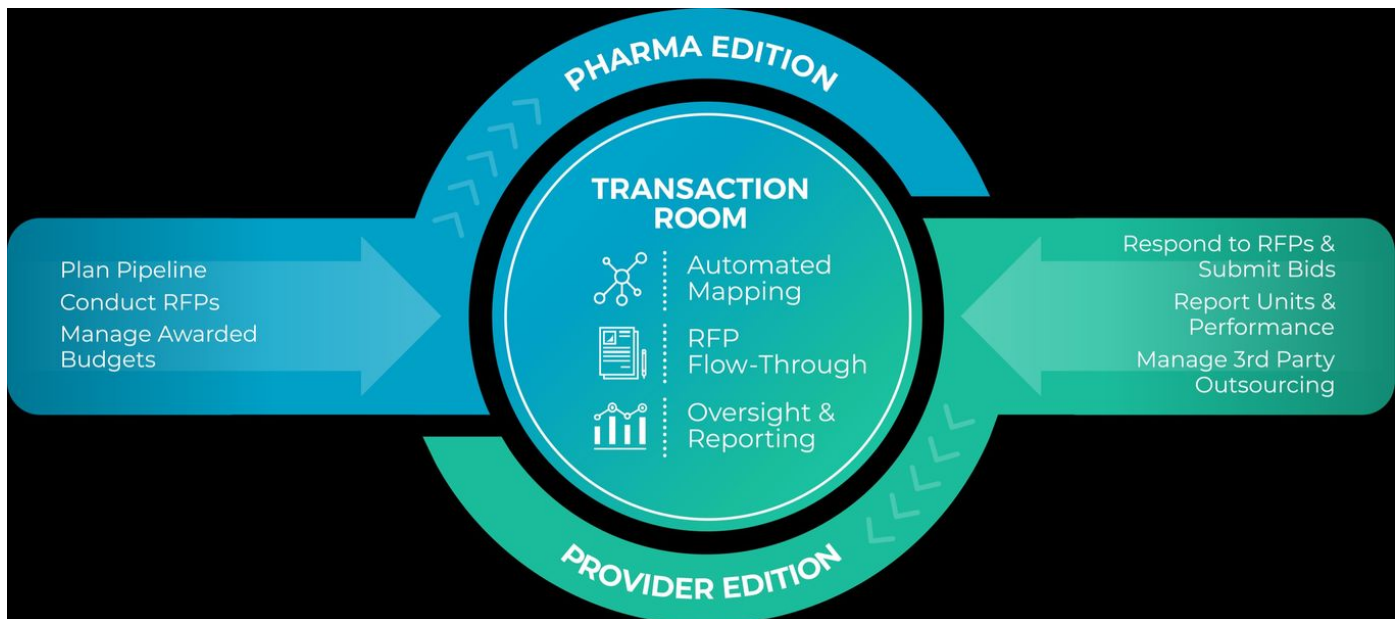 PHARMA EDITION
Plan Pipeline
Conduct RFPs
Manage Awarded
Budgets
TRANSACTION
ROOM
Automated
Mapping
RFP
Flow-Through
Oversight &
Reporting
Respond to RFPs &
Submit Bids
Report Units &
Performance
Manage 3rd Party
Outsourcing
PROVIDER EDITION